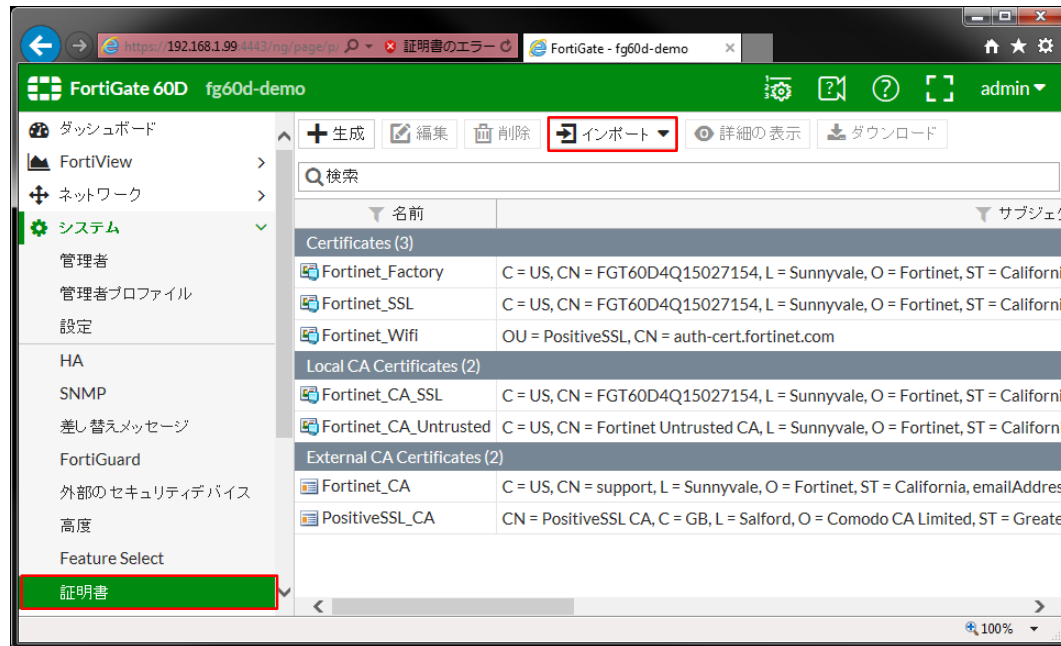 https://192.168.1.99:4443/ng/page/p/ 証明書のエラー FortiGate - fg60d-demo
FortiGate 60D fg60d-demo admin
ダッシュボード
FortiView
ネットワーク
システム
管理者
管理者プロファイル
設定
HA
SNMP
差し替えメッセージ
FortiGuard
外部のセキュリティデバイス
高度
Feature Select
証明書
生成 編集 削除 インポート 詳細の表示 ダウンロード
検索
名前 サブジェク
Certificates (3)
Fortinet_Factory C = US, CN = FGT60D4Q15027154, L = Sunnyvale, O = Fortinet, ST = Californi
Fortinet_SSL C = US, CN = FGT60D4Q15027154, L = Sunnyvale, O = Fortinet, ST = Californi
Fortinet_Wifi OU = PositiveSSL, CN = auth-cert.fortinet.com
Local CA Certificates (2)
Fortinet_CA_SSL C = US, CN = FGT60D4Q15027154, L = Sunnyvale, O = Fortinet, ST = Californi
Fortinet_CA_Untrusted C = US, CN = Fortinet Untrusted CA, L = Sunnyvale, O = Fortinet, ST = Californ
External CA Certificates (2)
Fortinet_CA C = US, CN = support, L = Sunnyvale, O = Fortinet, ST = California, emailAddres
PositiveSSL_CA CN = PositiveSSL CA, C = GB, L = Salford, O = Comodo CA Limited, ST = Greate
100%